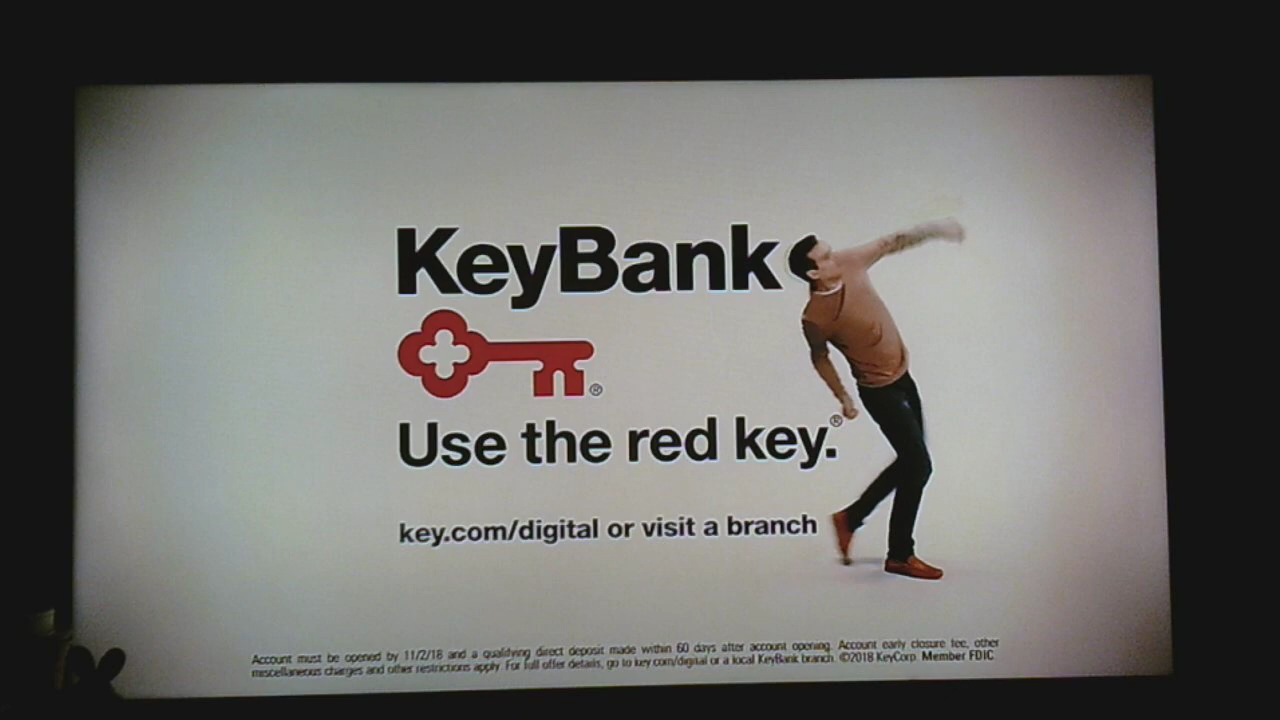 KeyBank
®
Use the red key.®
key.com/digital or visit a branch
Account must be opened by 11/2/18 and a qualifying direct deposit made within 60 days after account opening. Account early closure fee, other
miscellaneous charges and other restrictions apply. For full offer details, go to key.com/digital or a local KeyBank branch. ©2018 KeyCorp. Member FDIC